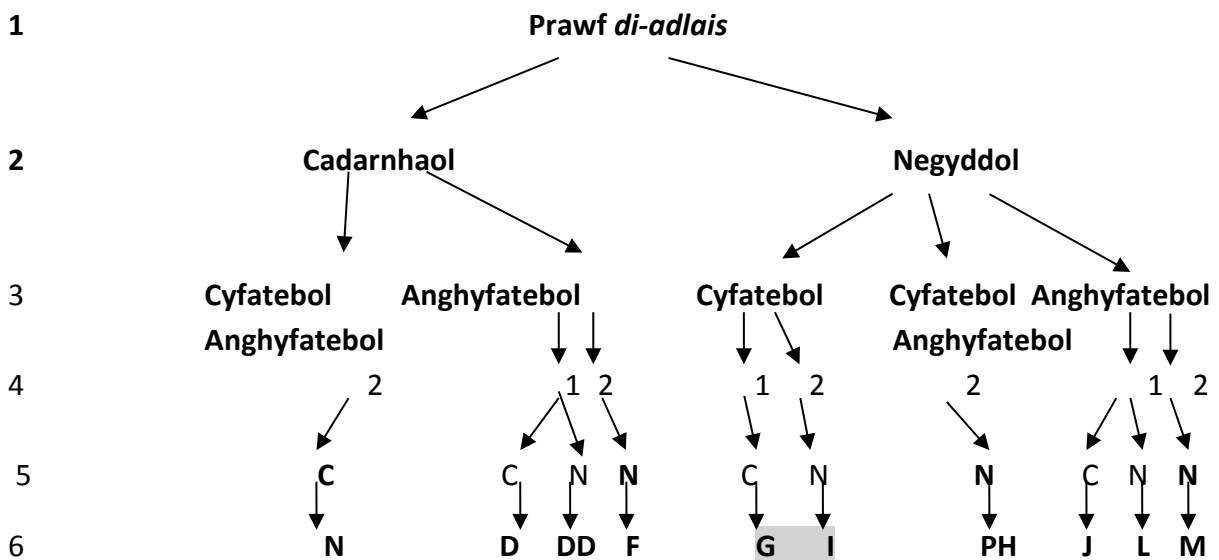 1 Prawf di-adlais
2 Cadarnhaol Negyddol
3 Cyfatebol Anghyfatebol Cyfatebol Cyfatebol Anghyfatebol
Anghyfatebol Anghyfatebol
4 2 1 2 1 2 2 1 2
5 C C N N C N N C N N
6 N D DD F G I PH J L M